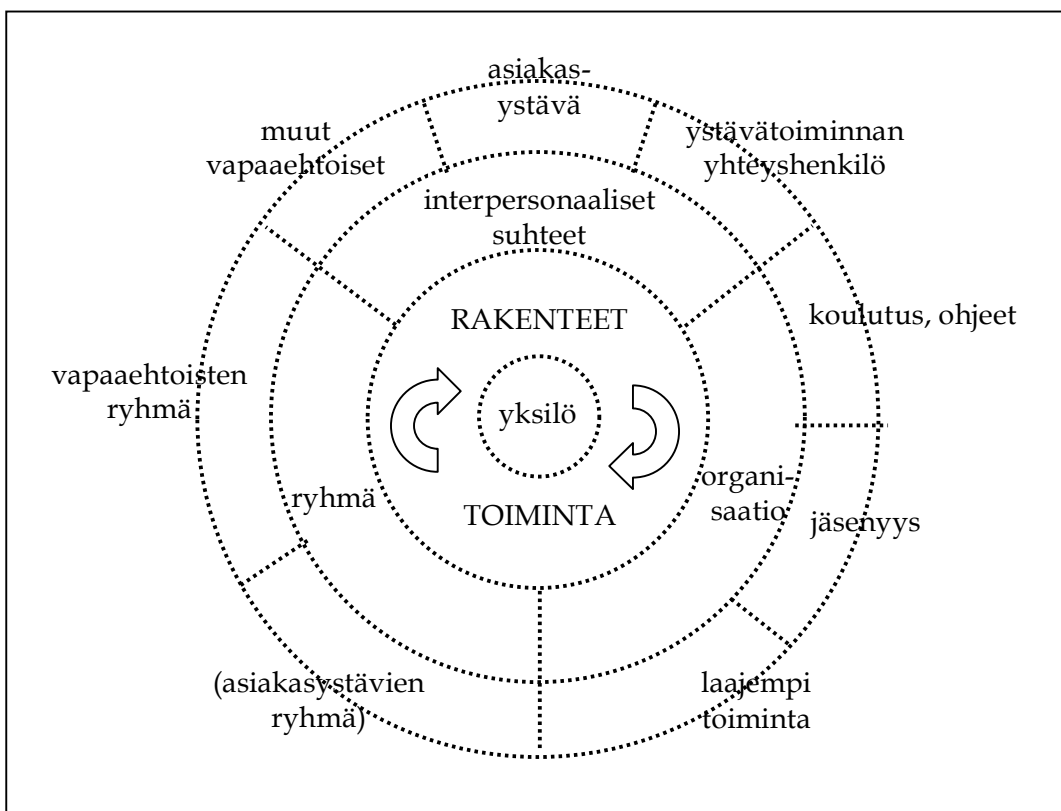 asiakas-
ystävä
muut
vapaaehtoiset
ystävätoiminnan
yhteyshenkilö
interpersonaaliset
suhteet
RAKENTEET
koulutus, ohjeet
vapaaehtoisten
ryhmä
yksilö
ryhmä
TOIMINTA
organi-
saatio
jäsenyys
(asiakasystävien
ryhmä)
laajempi
toiminta